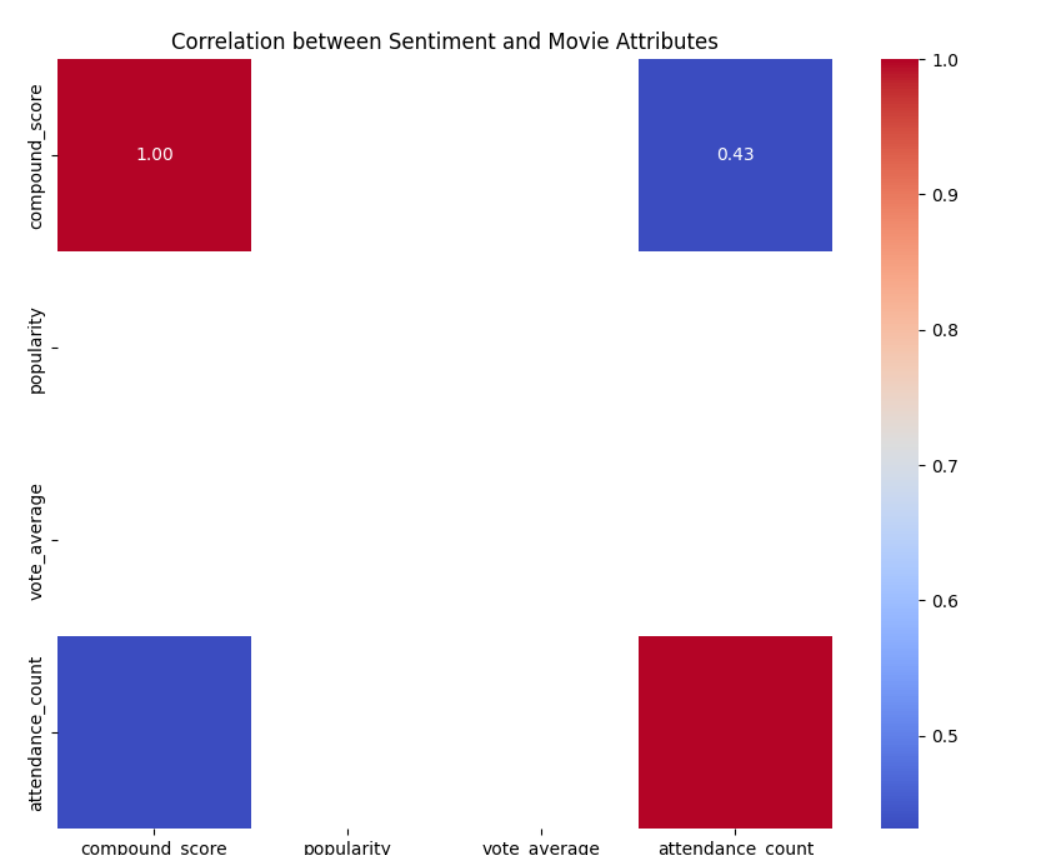 Correlation between Sentiment and Movie Attributes
compound_score
1.00
0.43
popularity
vote_average
attendance_count
compound_score
popularity
vote_average
attendance_count
1.0
0.9
0.8
0.7
0.6
0.5